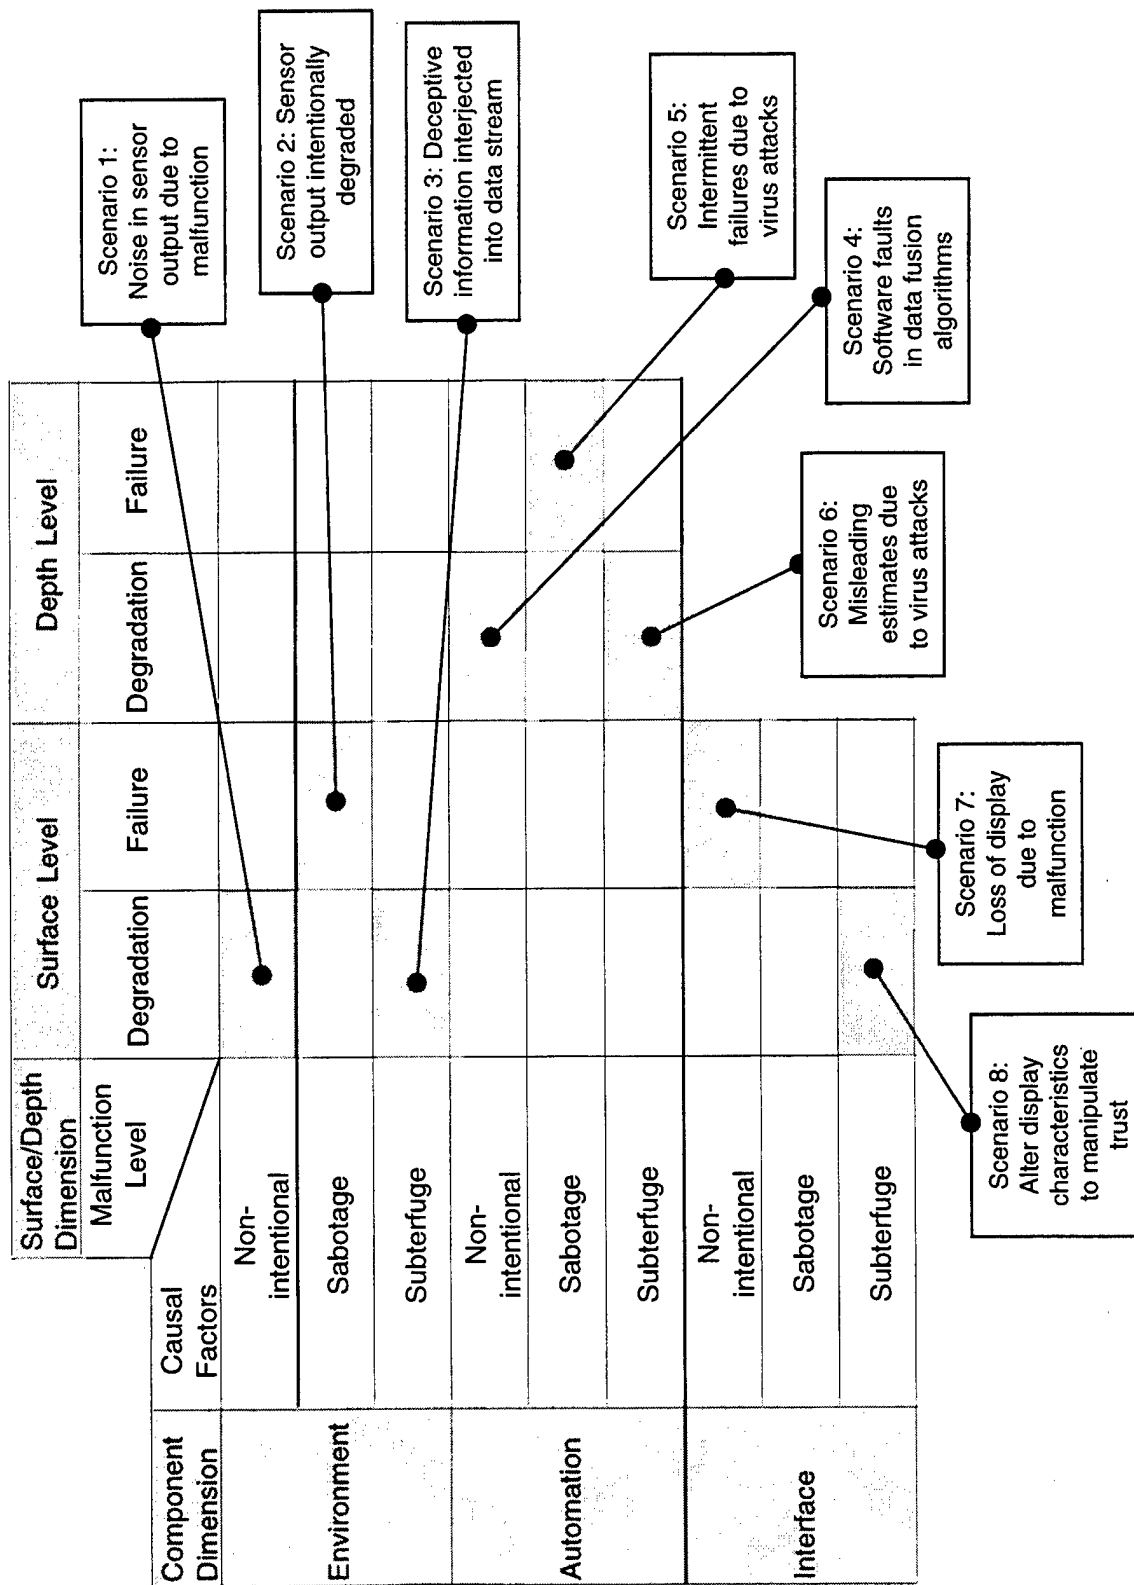 Surface/Depth
Dimension
Surface Level
Depth Level
Malfunction
Level
Degradation
Failure
Degradation
Failure
Component
Dimension
Causal
Factors
Environment
Non-
intentional
Sabotage
Subterfuge
Automation
Non-
intentional
Sabotage
Subterfuge
Interface
Non-
intentional
Sabotage
Subterfuge
Scenario 1:
Noise in sensor
output due to
malfunction
Scenario 2: Sensor
output intentionally
degraded
Scenario 3: Deceptive
information interjected
into data stream
Scenario 5:
Intermittent
failures due to
virus attacks
Scenario 4:
Software faults
in data fusion
algorithms
Scenario 6:
Misleading
estimates due
to virus attacks
Scenario 7:
Loss of display
due to
malfunction
Scenario 8:
Alter display
characteristics
to manipulate
trust